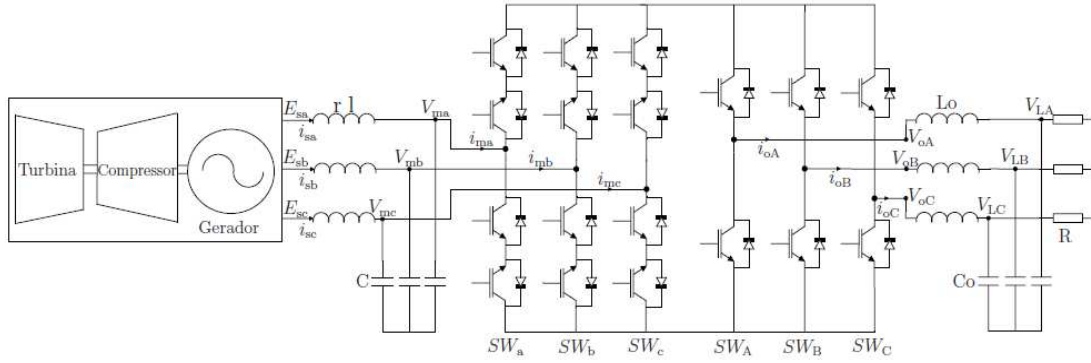 Turbina
Compressor
Gerador
E_sa
i_sa
E_sb
i_sb
E_sc
i_sc
r l
V_ma
V_mb
V_mc
C
i_ma
i_mb
i_mc
SW_a
SW_b
SW_c
SW_A
SW_B
SW_C
i_oA
i_oB
i_oC
V_oA
V_oB
V_oC
Lo
V_LA
V_LB
V_LC
R
Co